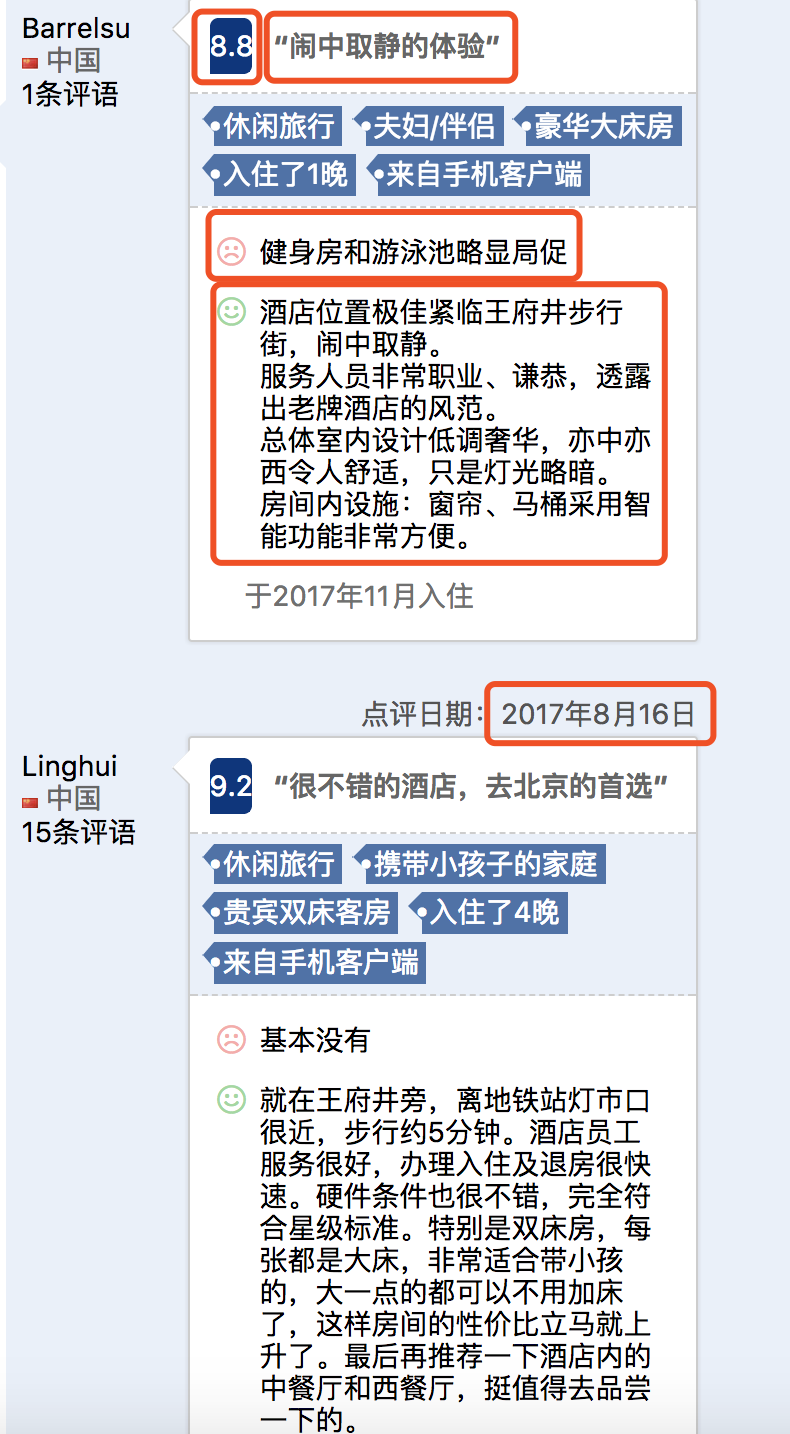 Barrelsu
中国
1条评语
8.8
“闹中取静的体验”
休闲旅行
夫妇/伴侣
豪华大床房
入住了1晚
来自手机客户端
健身房和游泳池略显局促
酒店位置极佳紧临王府井步行
街，闹中取静。
服务人员非常职业、谦恭，透露
出老牌酒店的风范。
总体室内设计低调奢华，亦中亦
西令人舒适，只是灯光略暗。
房间内设施：窗帘、马桶采用智
能功能非常方便。
于2017年11月入住
点评日期：2017年8月16日
Linghui
中国
15条评语
9.2
“很不错的酒店，去北京的首选”
休闲旅行
携带小孩子的家庭
贵宾双床客房
入住了4晚
来自手机客户端
基本没有
就在王府井旁，离地铁站灯市口
很近，步行约5分钟。酒店员工
服务很好，办理入住及退房很快
速。硬件条件也很不错，完全符
合星级标准。特别是双床房，每
张都是大床，非常适合带小孩
的，大一点的都可以不用加床
了，这样房间的性价比立马就上
升了。最后再推荐一下酒店内的
中餐厅和西餐厅，挺值得去品尝
一下的。